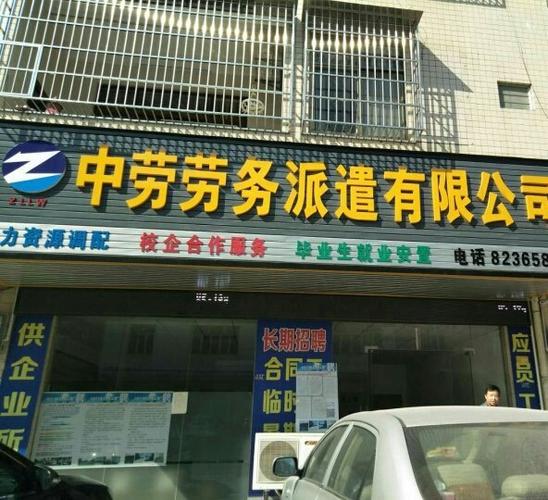 中劳劳务派遣有限公司
ZLLW
力资源调配 校企合作服务 毕业生就业安置 电话 823658
供企业所
长期招聘
合同工
临时
应员工